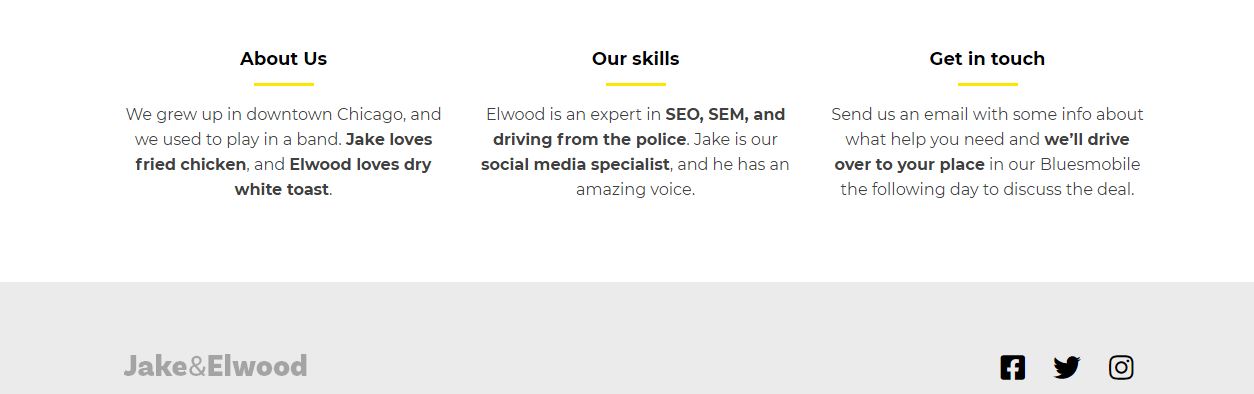 About Us
We grew up in downtown Chicago, and
we used to play in a band. Jake loves
fried chicken, and Elwood loves dry
white toast.
Our skills
Elwood is an expert in SEO, SEM, and
driving from the police. Jake is our
social media specialist, and he has an
amazing voice.
Get in touch
Send us an email with some info about
what help you need and we’ll drive
over to your place in our Bluesmobile
the following day to discuss the deal.
Jake&Elwood